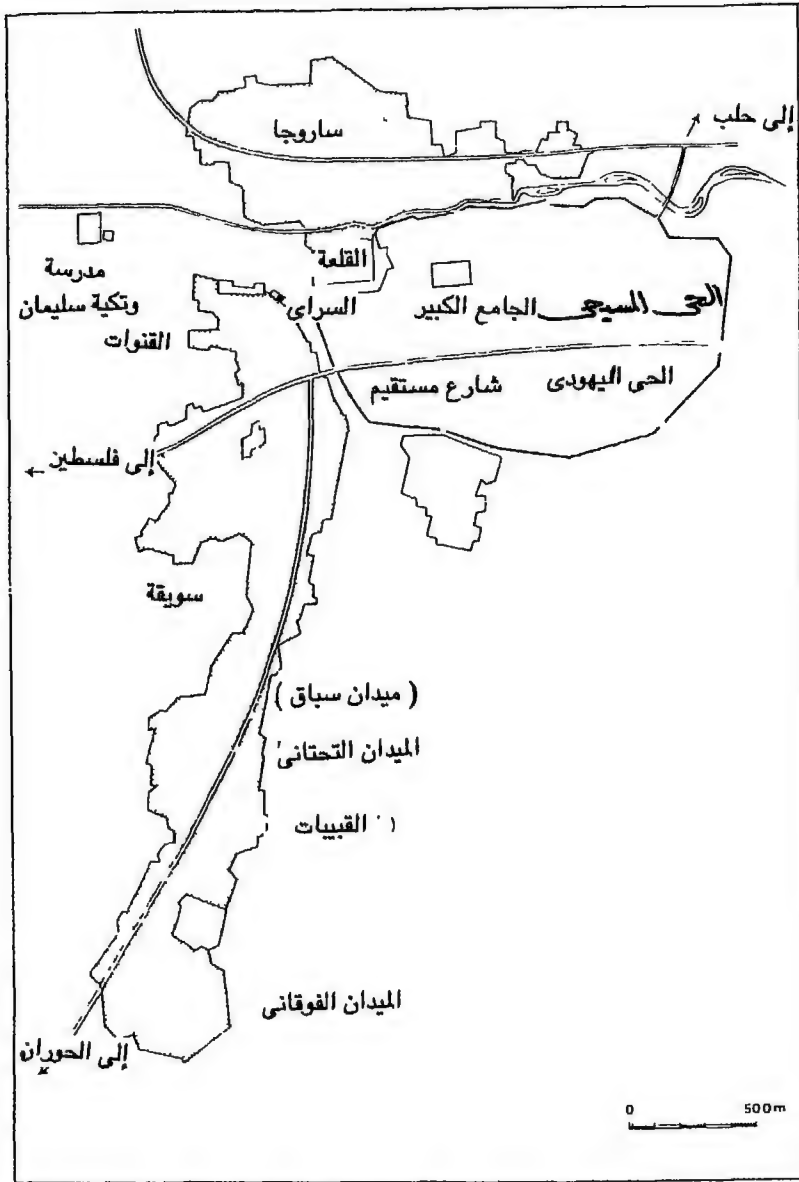 ساروجا
إلى حلب
القلعة
مدرسة
وتكية سليمان
السراى
الجامع الكبير
الحى المسيحى
القنوات
شارع مستقيم
الحى اليهودى
إلى فلسطين
سويقة
( ميدان سباق )
الميدان التحتانى
القبيبات
الميدان الفوقانى
إلى الحوران
0 500m